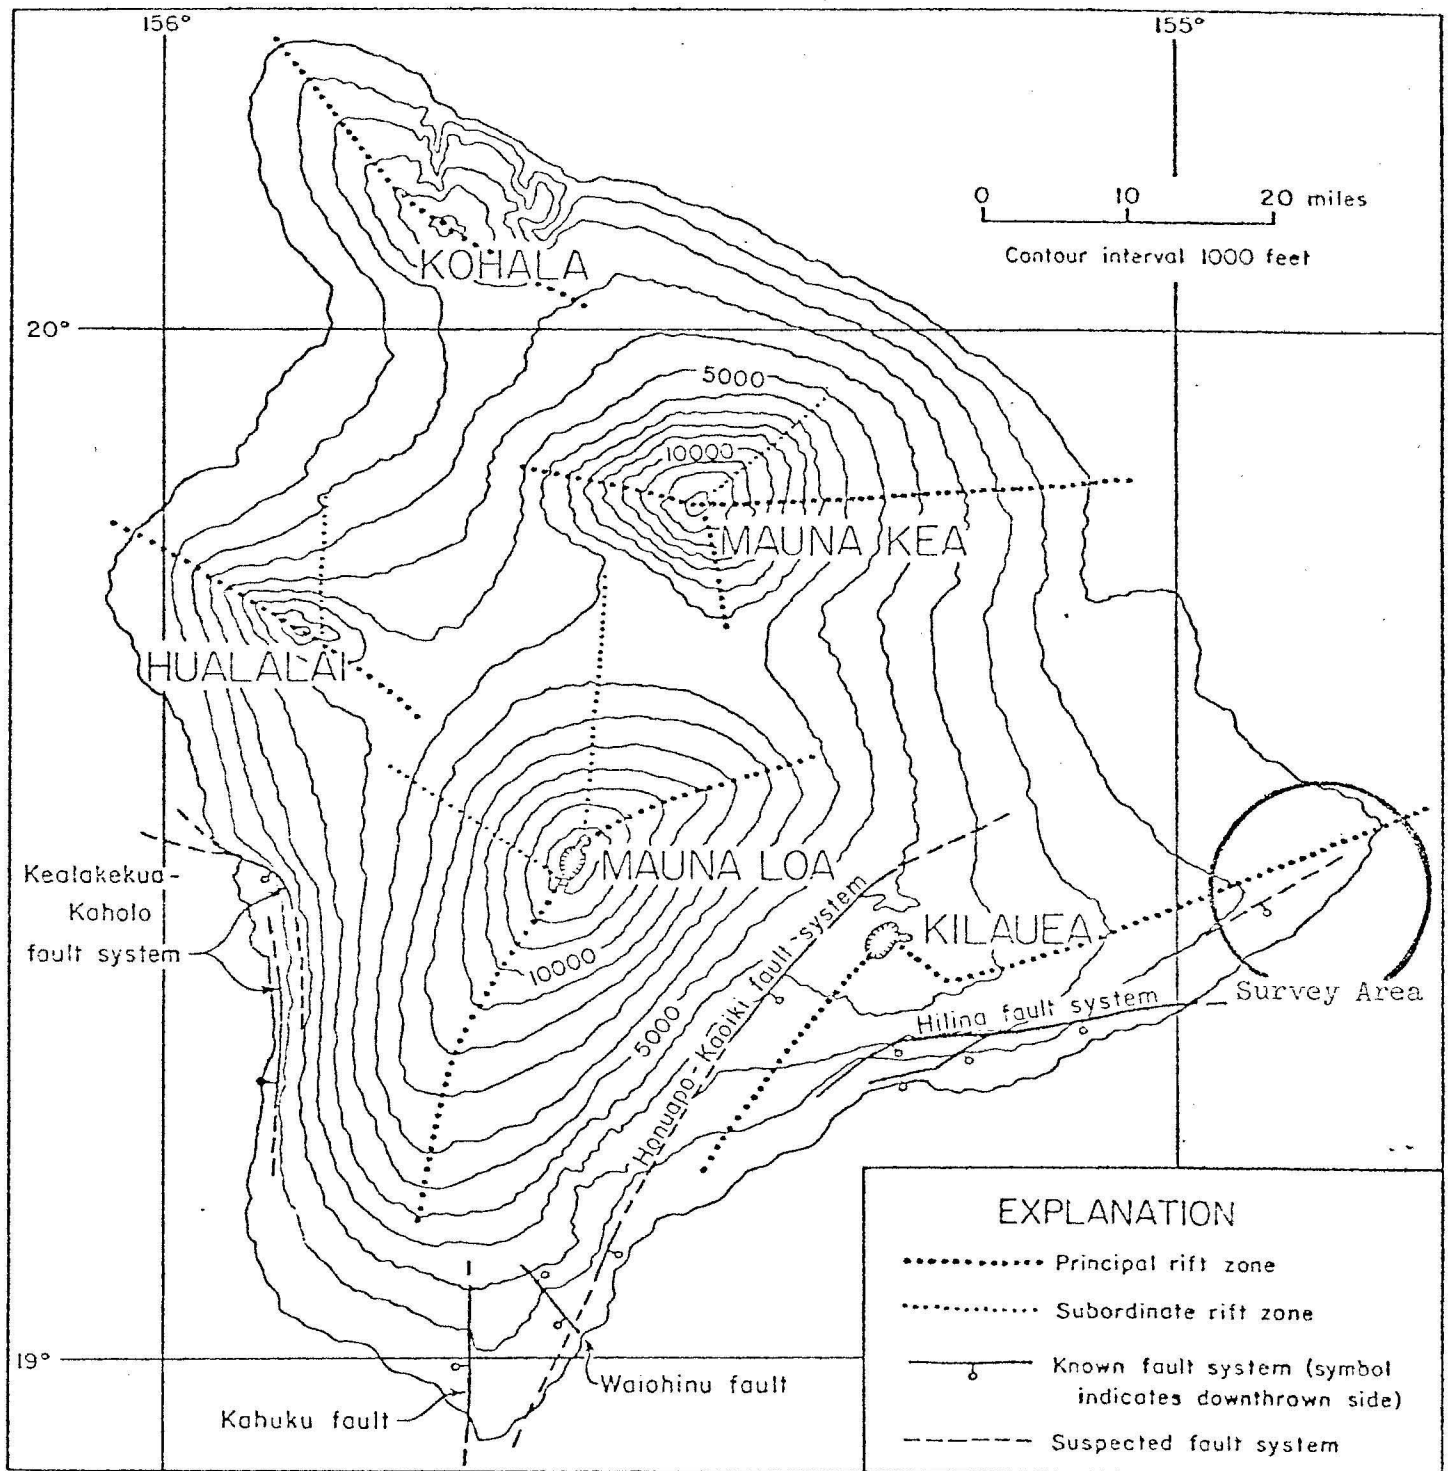 156°
155°
0 10 20 miles
Contour interval 1000 feet
KOHALA
20°
5000
10000
MAUNA KEA
HUALALAI
MAUNA LOA
Kealakekua-
Kaholo
fault system
KILAUEA
10000
5000
Honuapo-Kaoiki fault system
Hilina fault system
Survey Area
19°
Waiohinu fault
Kahuku fault
EXPLANATION
Principal rift zone
Subordinate rift zone
Known fault system (symbol
indicates downthrown side)
Suspected fault system